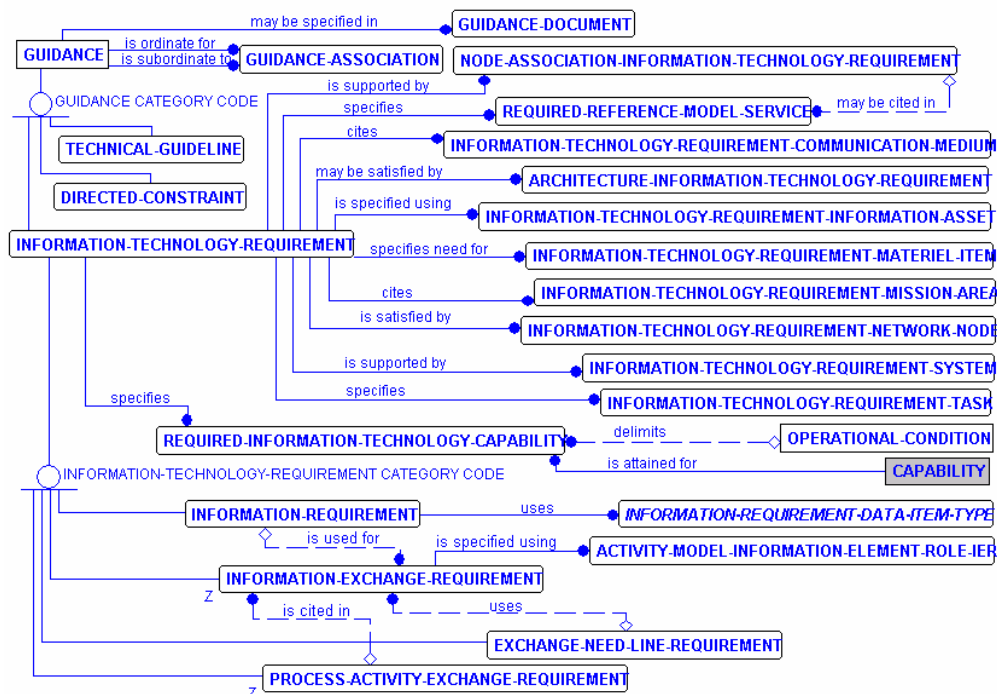 may be specified in
GUIDANCE-DOCUMENT
GUIDANCE
is ordinate for
is subordinate to
GUIDANCE-ASSOCIATION
NODE-ASSOCIATION-INFORMATION-TECHNOLOGY-REQUIREMENT
is supported by
GUIDANCE CATEGORY CODE
specifies
REQUIRED-REFERENCE-MODEL-SERVICE
may be cited in
cites
INFORMATION-TECHNOLOGY-REQUIREMENT-COMMUNICATION-MEDIUM
TECHNICAL-GUIDELINE
may be satisfied by
ARCHITECTURE-INFORMATION-TECHNOLOGY-REQUIREMENT
DIRECTED-CONSTRAINT
is specified using
INFORMATION-TECHNOLOGY-REQUIREMENT-INFORMATION-ASSET
INFORMATION-TECHNOLOGY-REQUIREMENT
specifies need for
INFORMATION-TECHNOLOGY-REQUIREMENT-MATERIEL-ITEM
cites
INFORMATION-TECHNOLOGY-REQUIREMENT-MISSION-AREA
is satisfied by
INFORMATION-TECHNOLOGY-REQUIREMENT-NETWORK-NODE
is supported by
INFORMATION-TECHNOLOGY-REQUIREMENT-SYSTEM
specifies
INFORMATION-TECHNOLOGY-REQUIREMENT-TASK
specifies
REQUIRED-INFORMATION-TECHNOLOGY-CAPABILITY
delimits
OPERATIONAL-CONDITION
is attained for
CAPABILITY
INFORMATION-TECHNOLOGY-REQUIREMENT CATEGORY CODE
INFORMATION-REQUIREMENT
uses
INFORMATION-REQUIREMENT-DATA-ITEM-TYPE
is used for
is specified using
ACTIVITY-MODEL-INFORMATION-ELEMENT-ROLE-IER
INFORMATION-EXCHANGE-REQUIREMENT
Z
is cited in
uses
EXCHANGE-NEED-LINE-REQUIREMENT
PROCESS-ACTIVITY-EXCHANGE-REQUIREMENT
Z